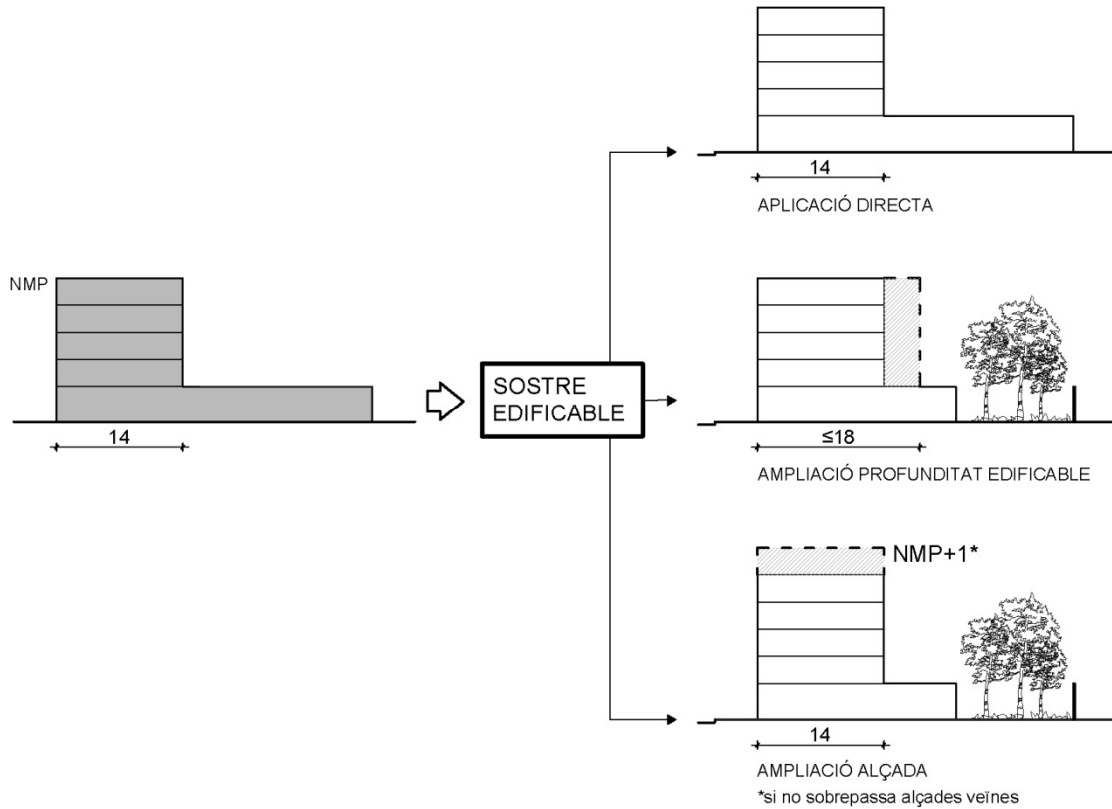 14
APLICACIÓ DIRECTA
NMP
14
SOSTRE
EDIFICABLE
≤18
AMPLIACIÓ PROFUNDITAT EDIFICABLE
NMP+1*
14
AMPLIACIÓ ALÇADA
*si no sobrepassa alçades veïnes